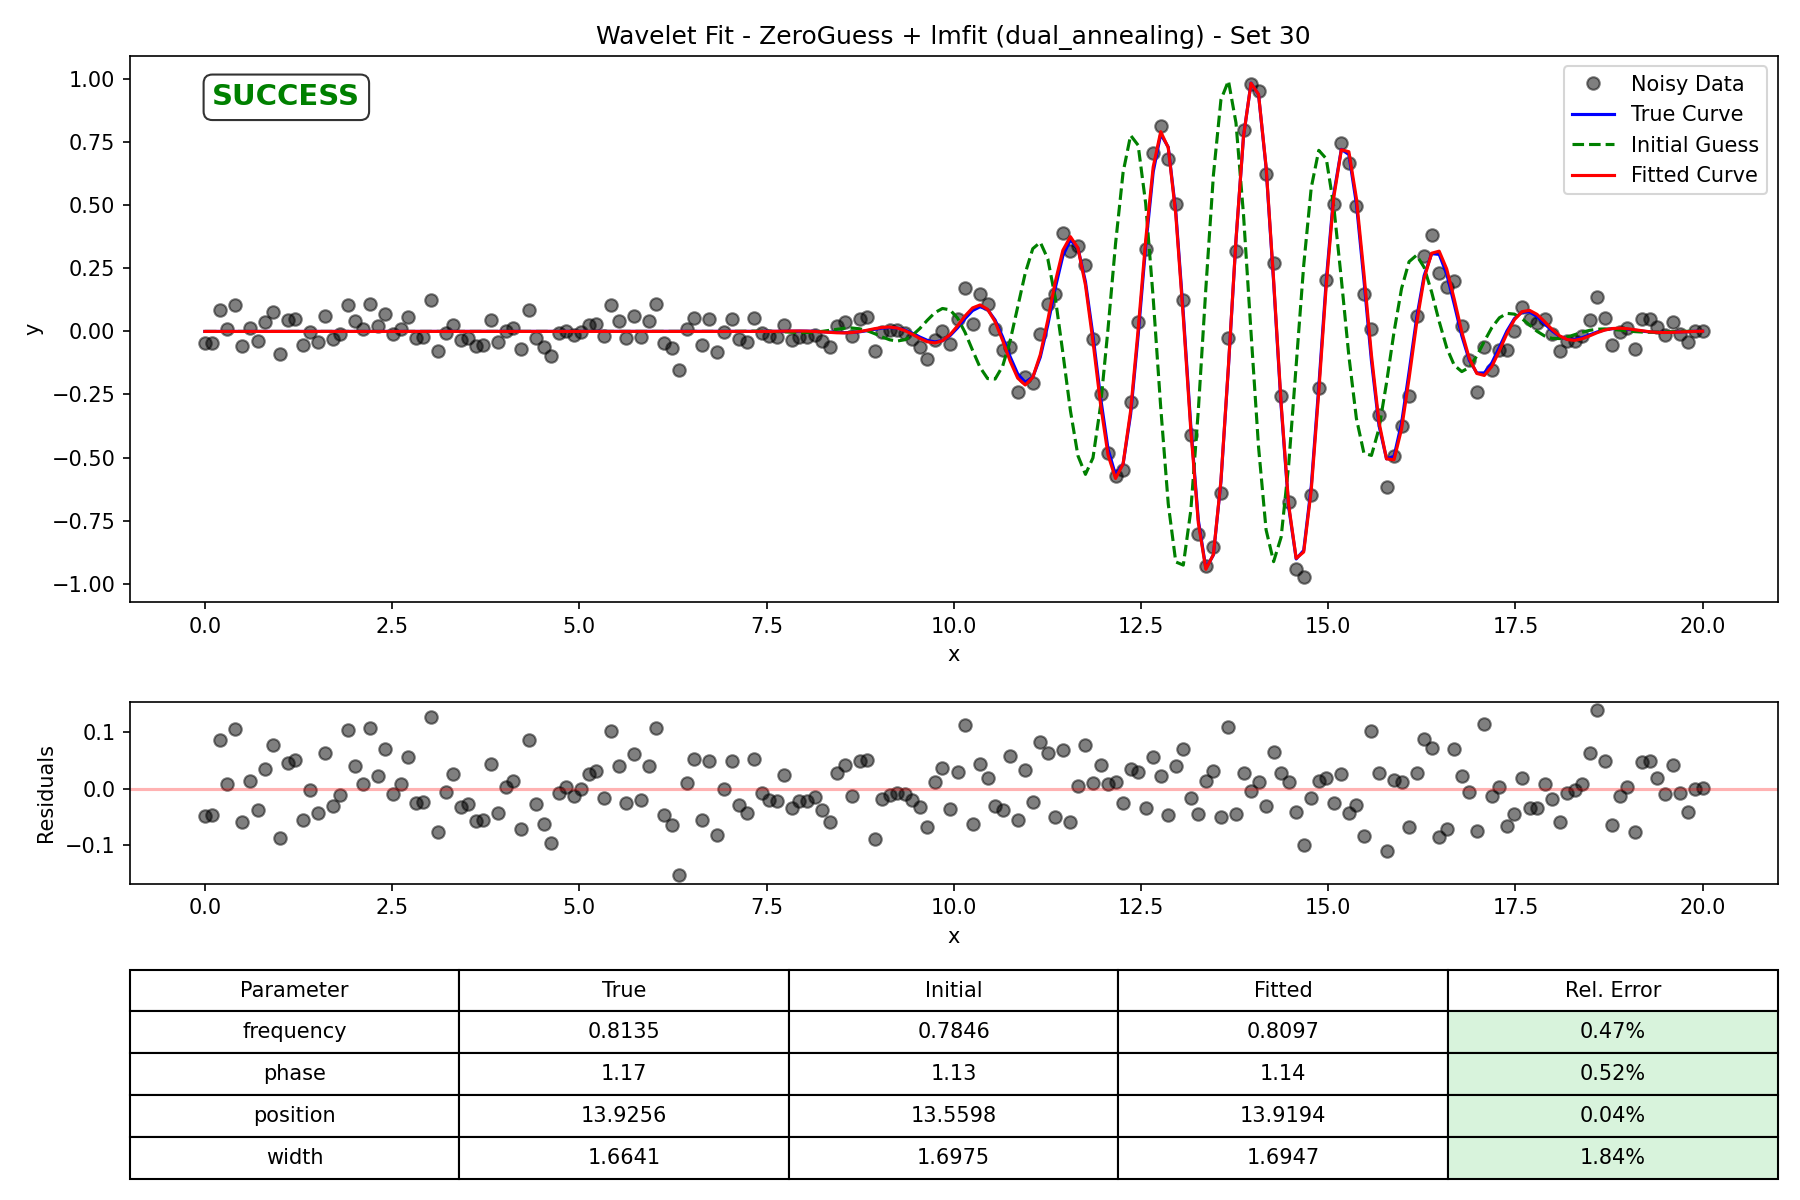 Wavelet Fit - ZeroGuess + lmfit (dual_annealing) - Set 30
SUCCESS
Noisy Data
True Curve
Initial Guess
Fitted Curve
1.00
0.75
0.50
0.25
0.00
−0.25
−0.50
−0.75
−1.00
y
0.0 2.5 5.0 7.5 10.0 12.5 15.0 17.5 20.0
x
0.1
0.0
−0.1
Residuals
0.0 2.5 5.0 7.5 10.0 12.5 15.0 17.5 20.0
x
Parameter True Initial Fitted Rel. Error
frequency 0.8135 0.7846 0.8097 0.47%
phase 1.17 1.13 1.14 0.52%
position 13.9256 13.5598 13.9194 0.04%
width 1.6641 1.6975 1.6947 1.84%